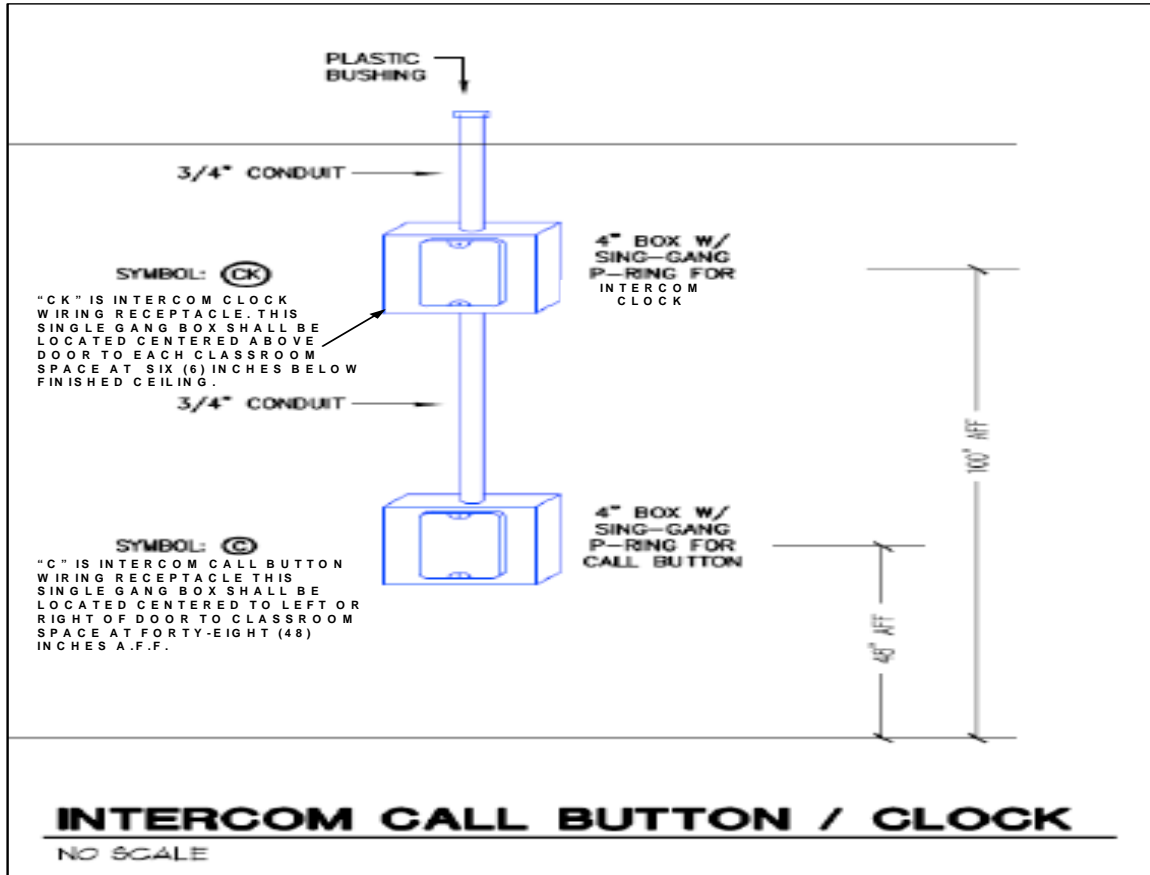 PLASTIC
BUSHING
3/4" CONDUIT
4" BOX W/
SING-GANG
P-RING FOR
INTERCOM
CLOCK
SYMBOL: CK
"CK" IS INTERCOM CLOCK
WIRING RECEPTACLE. THIS
SINGLE GANG BOX SHALL BE
LOCATED CENTERED ABOVE
DOOR TO EACH CLASSROOM
SPACE AT SIX (6) INCHES BELOW
FINISHED CEILING.
3/4" CONDUIT
100" AFF
4" BOX W/
SING-GANG
P-RING FOR
CALL BUTTON
SYMBOL: C
"C" IS INTERCOM CALL BUTTON
WIRING RECEPTACLE THIS
SINGLE GANG BOX SHALL BE
LOCATED CENTERED TO LEFT OR
RIGHT OF DOOR TO CLASSROOM
SPACE AT FORTY-EIGHT (48)
INCHES A.F.F.
AFF
INTERCOM CALL BUTTON / CLOCK
NO SCALE